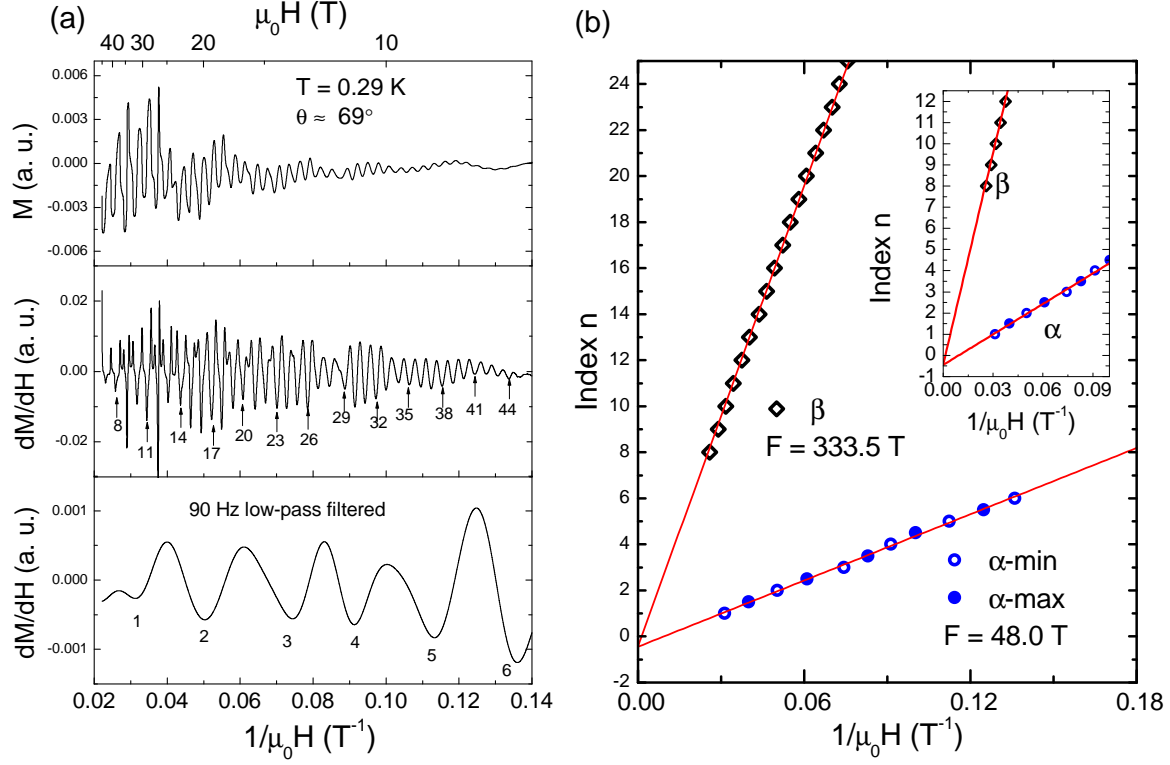 (a)
μ₀H (T)
40 30 20 10
0.006
0.003
0.000
-0.003
-0.006
M (a. u.)
T = 0.29 K
θ ≈ 69°
0.02
0.00
-0.02
dM/dH (a. u.)
8 11 14 17 20 23 26 29 32 35 38 41 44
90 Hz low-pass filtered
0.001
0.000
-0.001
dM/dH (a. u.)
1 2 3 4 5 6
0.02 0.04 0.06 0.08 0.10 0.12 0.14
1/μ₀H (T⁻¹)
(b)
24
22
20
18
16
14
12
10
8
6
4
2
0
-2
Index n
β
F = 333.5 T
α-min
α-max
F = 48.0 T
0.00 0.06 0.12 0.18
1/μ₀H (T⁻¹)
12
11
10
9
8
7
6
5
4
3
2
1
0
-1
Index n
β
α
0.00 0.03 0.06 0.09
1/μ₀H (T⁻¹)